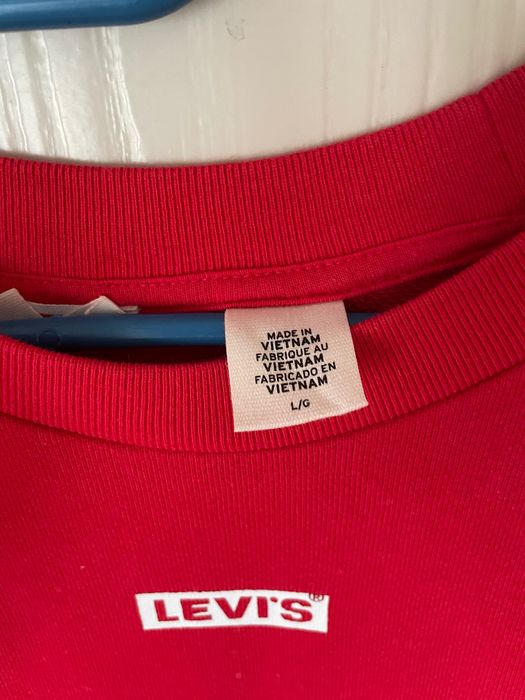 MADE IN
VIETNAM
FABRIQUE AU
VIETNAM
FABRICADO EN
VIETNAM
L/G
LEVI'S®